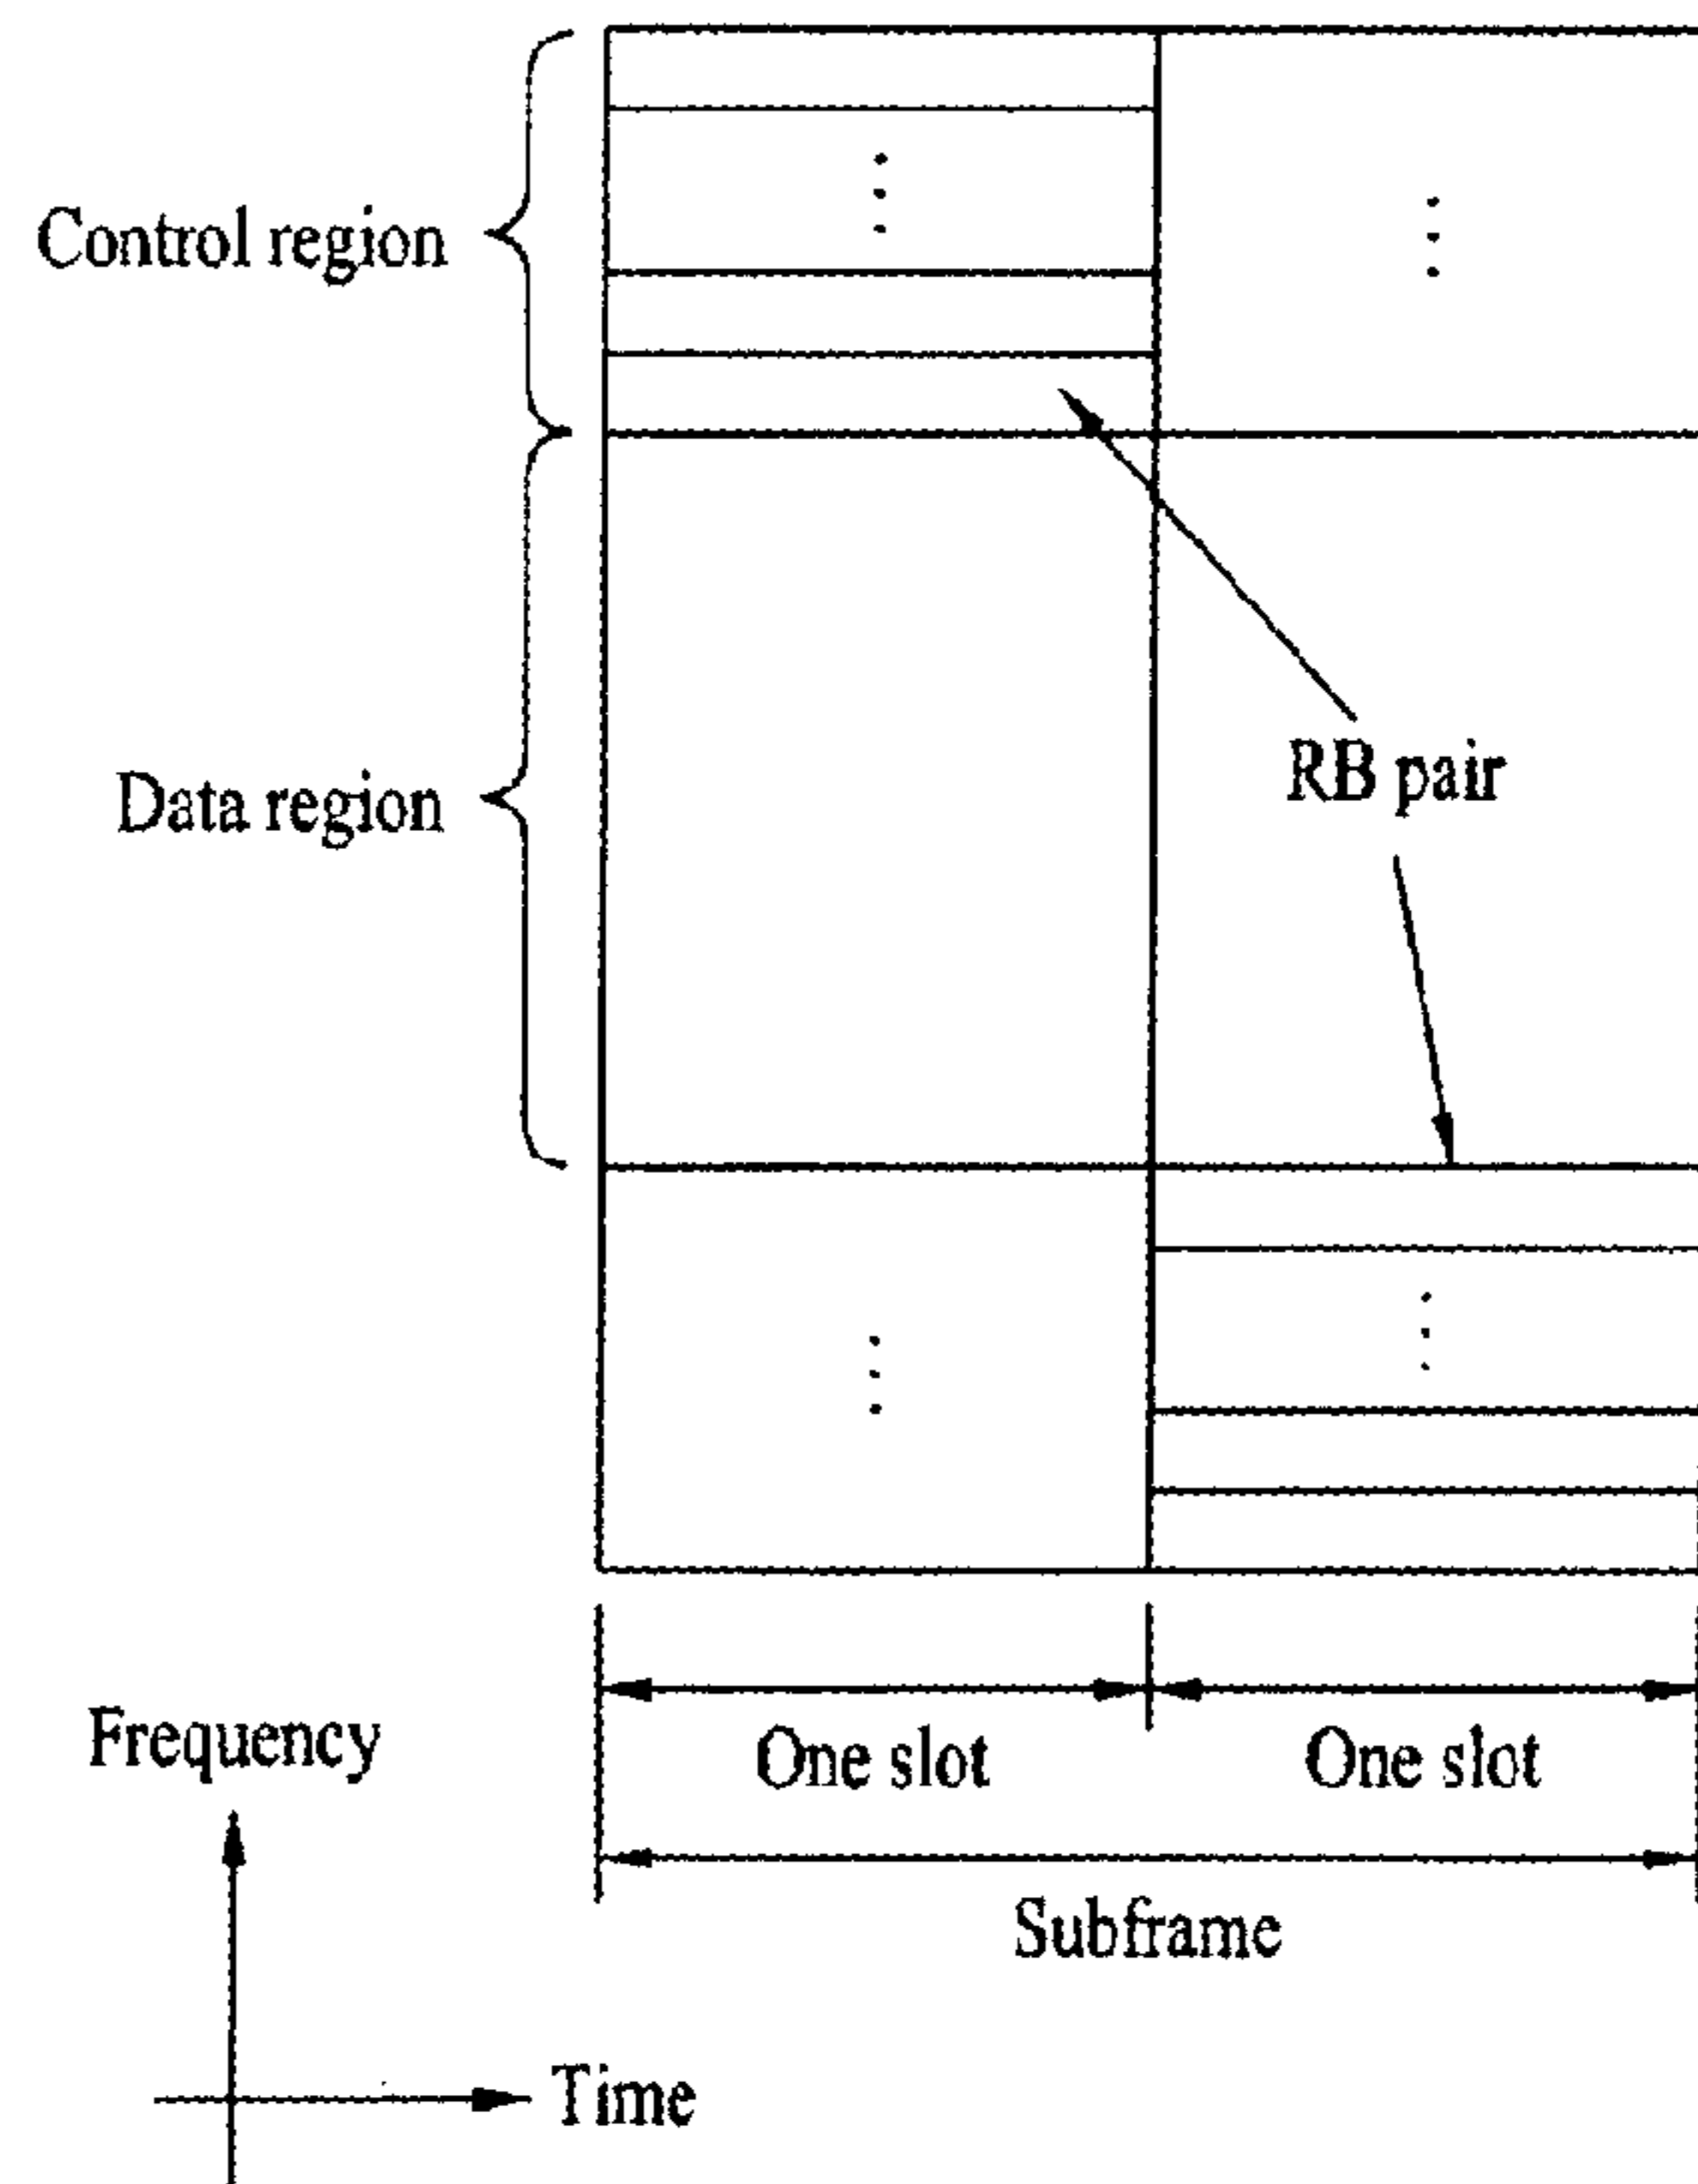 Control region
Data region
RB pair
One slot
One slot
Subframe
Frequency
Time